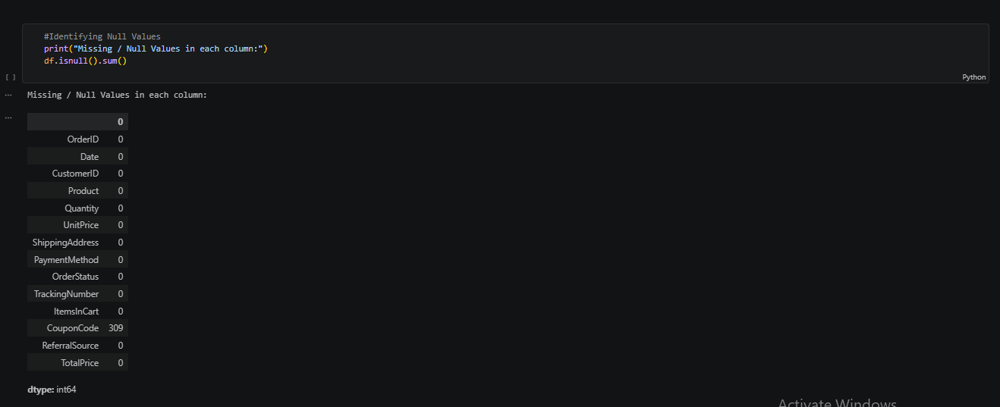 #Identifying Null Values
print("Missing / Null Values in each column:")
df.isnull().sum()
[ ]
Python
... Missing / Null Values in each column:
...
0
OrderID 0
Date 0
CustomerID 0
Product 0
Quantity 0
UnitPrice 0
ShippingAddress 0
PaymentMethod 0
OrderStatus 0
TrackingNumber 0
ItemsInCart 0
CouponCode 309
ReferralSource 0
TotalPrice 0
dtype: int64
Activate Windows